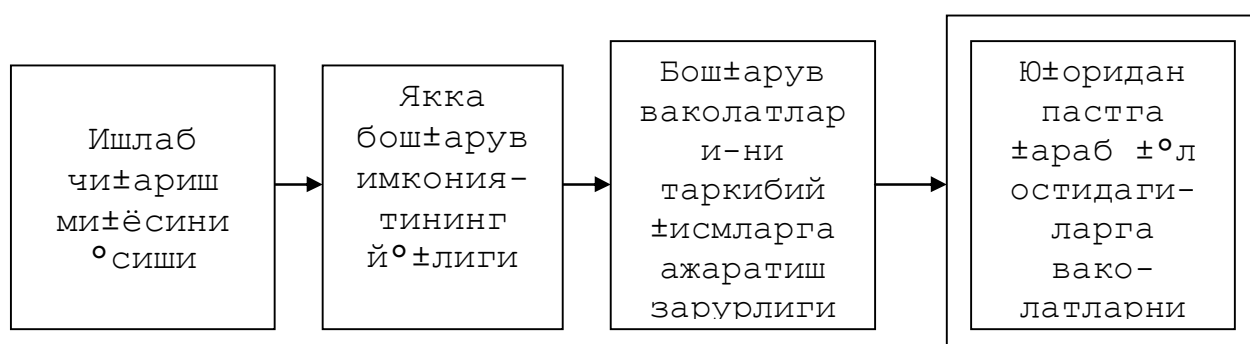 Ишлаб
чи±ариш
ми±ёсини
°сиши
Якка
бош±арув
имкония-
тининг
й°±лиги
Бош±арув
ваколатлар
и-ни
таркибий
±исмларга
ажаратиш
зарурлиги
Ю±оридан
пастга
±араб ±°л
остидаги-
ларга
вако-
латларни